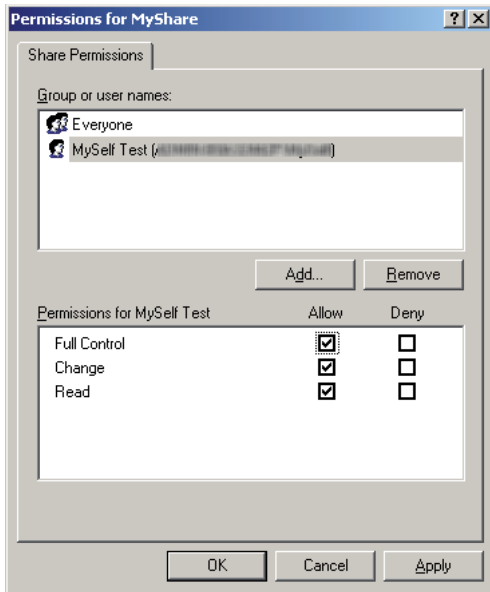 Permissions for MyShare
Share Permissions
Group or user names:
Everyone
MySelf Test (
Add... Remove
Permissions for MySelf Test Allow Deny
Full Control
Change
Read
OK Cancel Apply